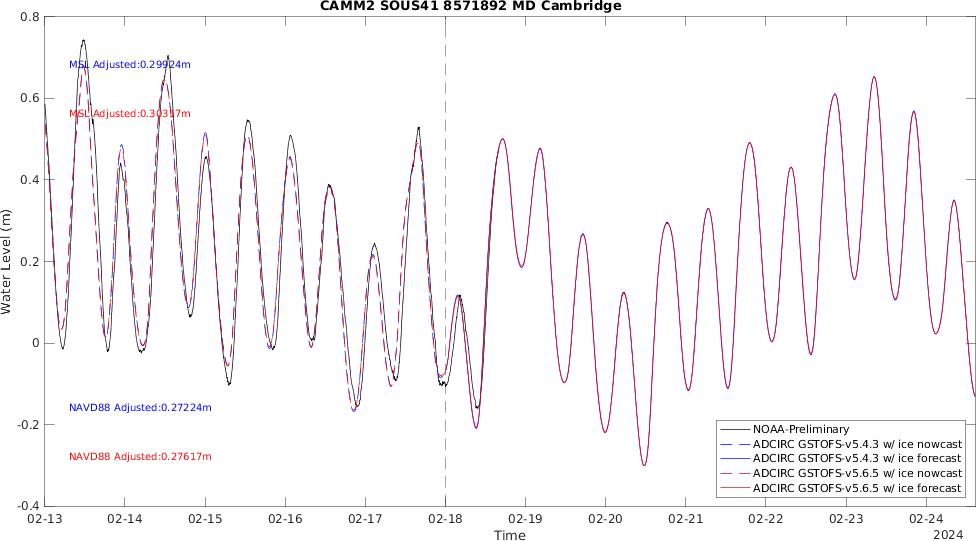 CAMM2 SOUS41 8571892 MD Cambridge
0.8
0.6
0.4
0.2
0
-0.2
-0.4
Water Level (m)
MSL Adjusted:0.29924m
MSL Adjusted:0.30317m
NAVD88 Adjusted:0.27224m
NAVD88 Adjusted:0.27617m
NOAA-Preliminary
ADCIRC GSTOFS-v5.4.3 w/ ice nowcast
ADCIRC GSTOFS-v5.4.3 w/ ice forecast
ADCIRC GSTOFS-v5.6.5 w/ ice nowcast
ADCIRC GSTOFS-v5.6.5 w/ ice forecast
02-13 02-14 02-15 02-16 02-17 02-18 02-19 02-20 02-21 02-22 02-23 02-24
Time
2024